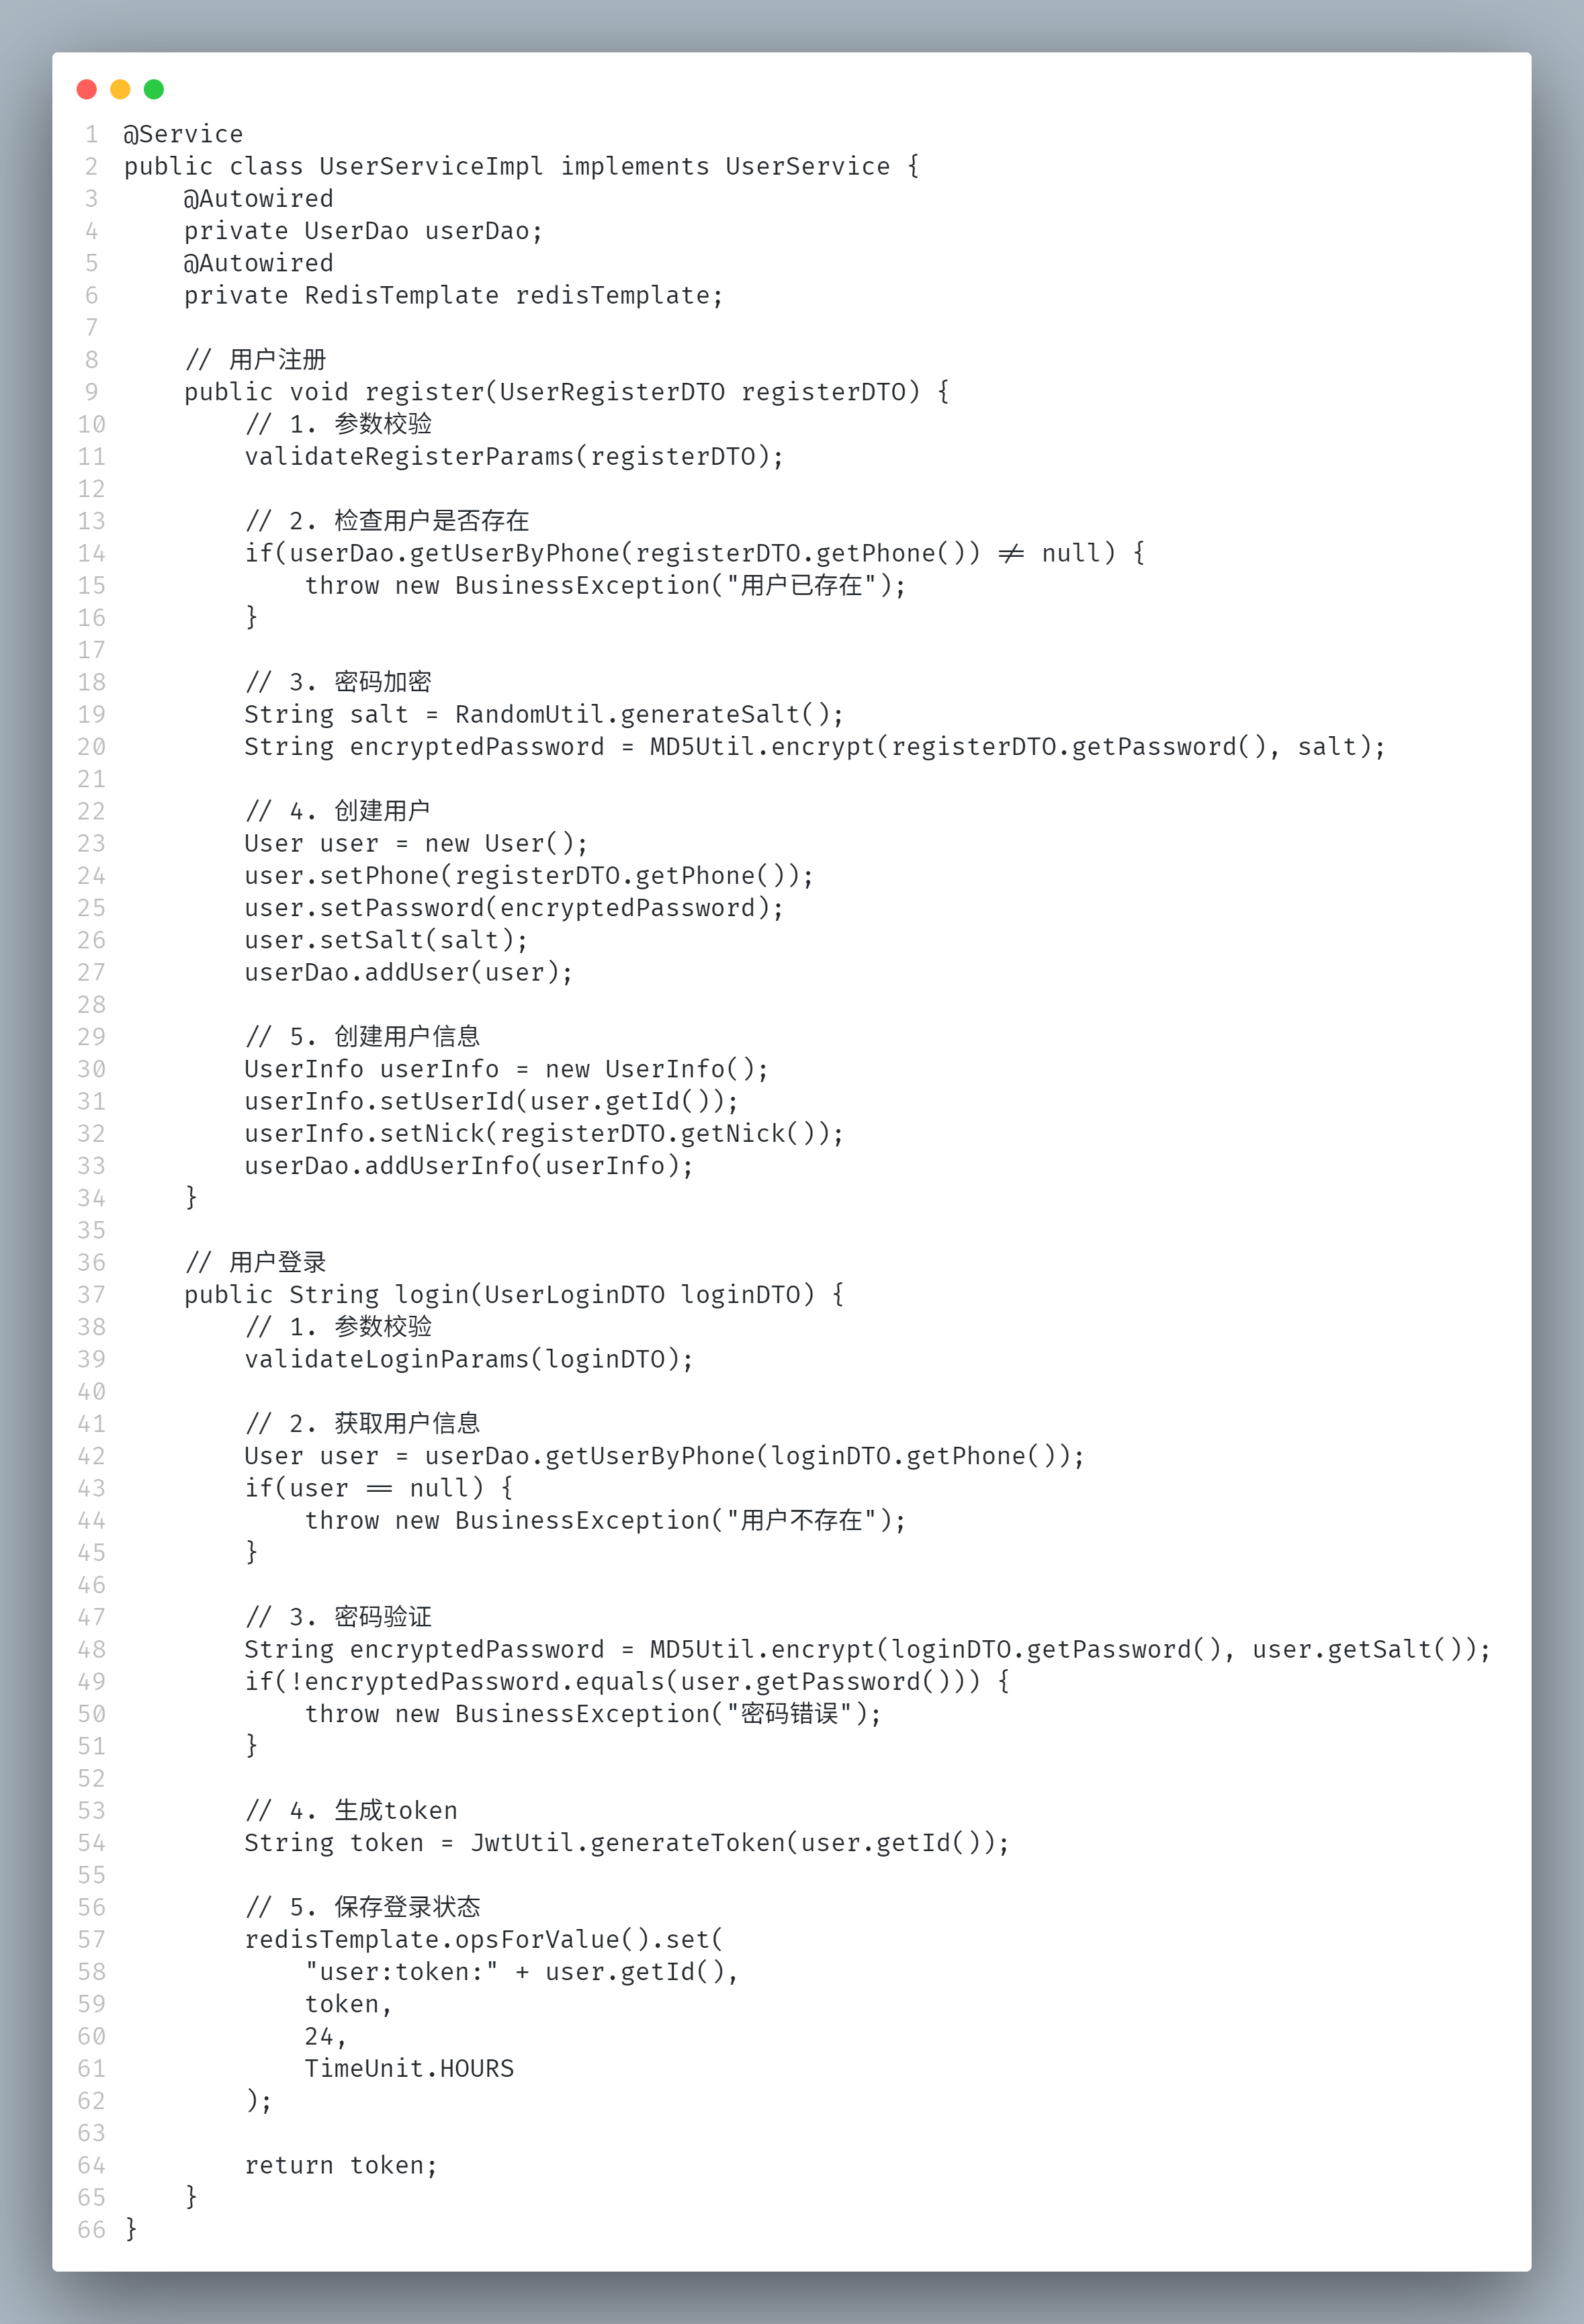 1 @Service
2 public class UserServiceImpl implements UserService {
3     @Autowired
4     private UserDao userDao;
5     @Autowired
6     private RedisTemplate redisTemplate;
7
8     // 用户注册
9     public void register(UserRegisterDTO registerDTO) {
10         // 1. 参数校验
11         validateRegisterParams(registerDTO);
12
13         // 2. 检查用户是否存在
14         if(userDao.getUserByPhone(registerDTO.getPhone()) != null) {
15             throw new BusinessException("用户已存在");
16         }
17
18         // 3. 密码加密
19         String salt = RandomUtil.generateSalt();
20         String encryptedPassword = MD5Util.encrypt(registerDTO.getPassword(), salt);
21
22         // 4. 创建用户
23         User user = new User();
24         user.setPhone(registerDTO.getPhone());
25         user.setPassword(encryptedPassword);
26         user.setSalt(salt);
27         userDao.addUser(user);
28
29         // 5. 创建用户信息
30         UserInfo userInfo = new UserInfo();
31         userInfo.setUserId(user.getId());
32         userInfo.setNick(registerDTO.getNick());
33         userDao.addUserInfo(userInfo);
34     }
35
36     // 用户登录
37     public String login(UserLoginDTO loginDTO) {
38         // 1. 参数校验
39         validateLoginParams(loginDTO);
40
41         // 2. 获取用户信息
42         User user = userDao.getUserByPhone(loginDTO.getPhone());
43         if(user == null) {
44             throw new BusinessException("用户不存在");
45         }
46
47         // 3. 密码验证
48         String encryptedPassword = MD5Util.encrypt(loginDTO.getPassword(), user.getSalt());
49         if(!encryptedPassword.equals(user.getPassword())) {
50             throw new BusinessException("密码错误");
51         }
52
53         // 4. 生成token
54         String token = JwtUtil.generateToken(user.getId());
55
56         // 5. 保存登录状态
57         redisTemplate.opsForValue().set(
58             "user:token:" + user.getId(),
59             token,
60             24,
61             TimeUnit.HOURS
62         );
63
64         return token;
65     }
66 }